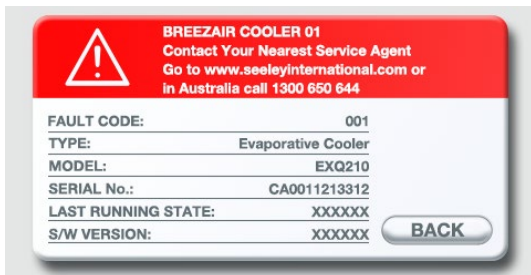 BREEZAIR COOLER 01
Contact Your Nearest Service Agent
Go to www.seeleyinternational.com or
in Australia call 1300 650 644
FAULT CODE: 001
TYPE: Evaporative Cooler
MODEL: EXQ210
SERIAL No.: CA0011213312
LAST RUNNING STATE: XXXXXX
S/W VERSION: XXXXXX
BACK